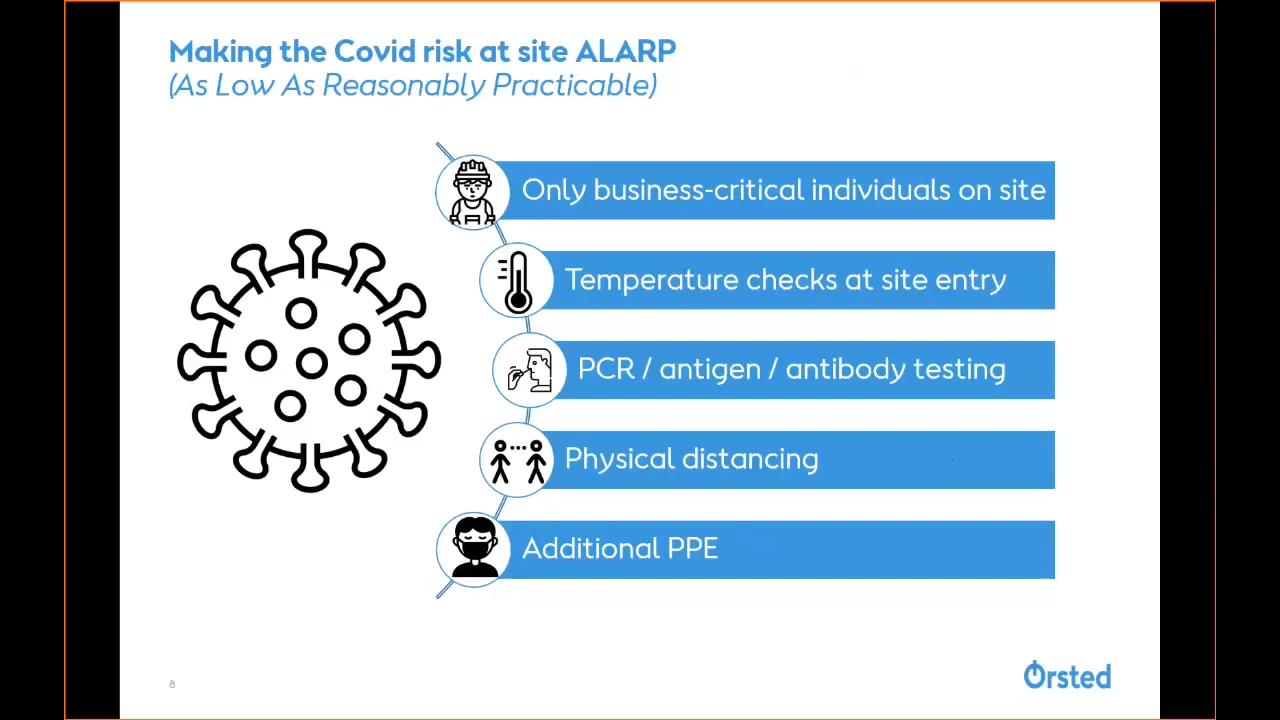 Making the Covid risk at site ALARP
(As Low As Reasonably Practicable)
Only business-critical individuals on site
Temperature checks at site entry
PCR / antigen / antibody testing
Physical distancing
Additional PPE
8
Orsted